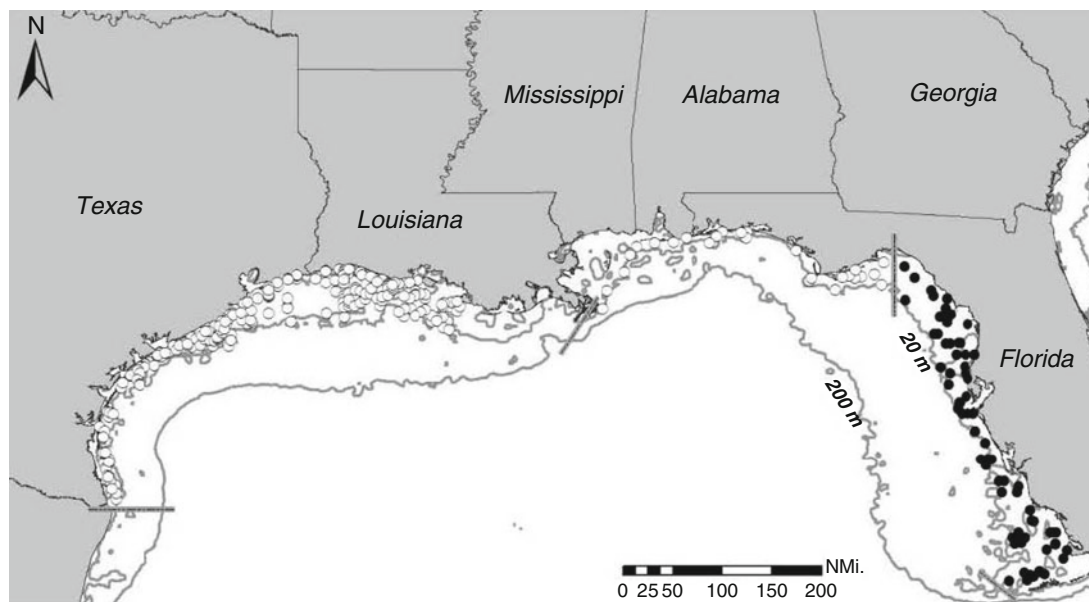 N
Mississippi
Alabama
Georgia
Texas
Louisiana
Florida
20 m
200 m
NMi.
0 25 50 100 150 200